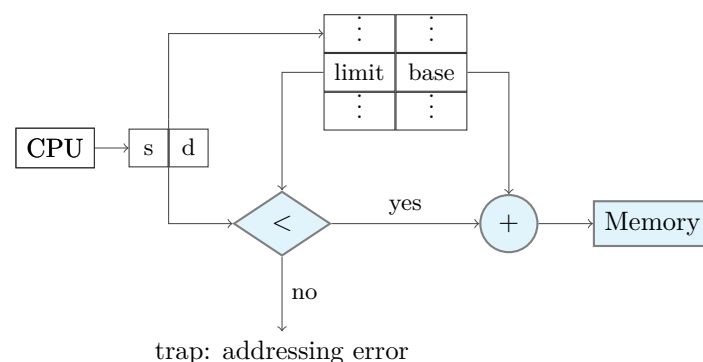 ⋮ ⋮
limit base
⋮ ⋮
CPU s d
< yes + Memory
no
trap: addressing error